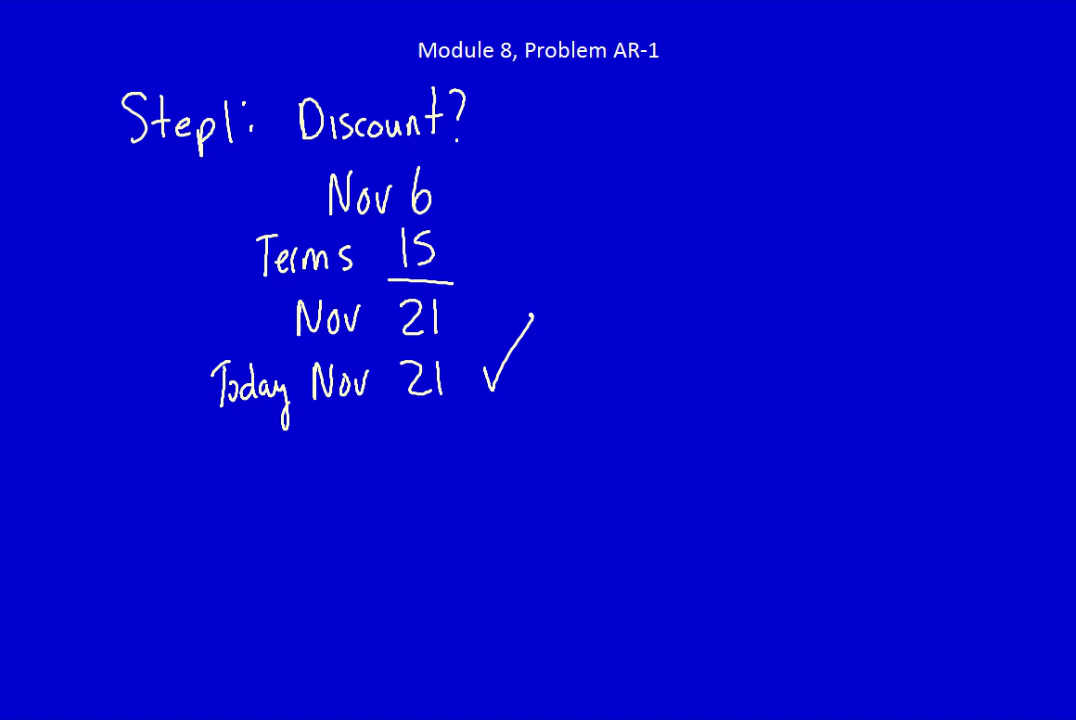 Module 8, Problem AR-1
Step1: Discount?
Nov 6
Terms 15
Nov 21
Today Nov 21 ✓